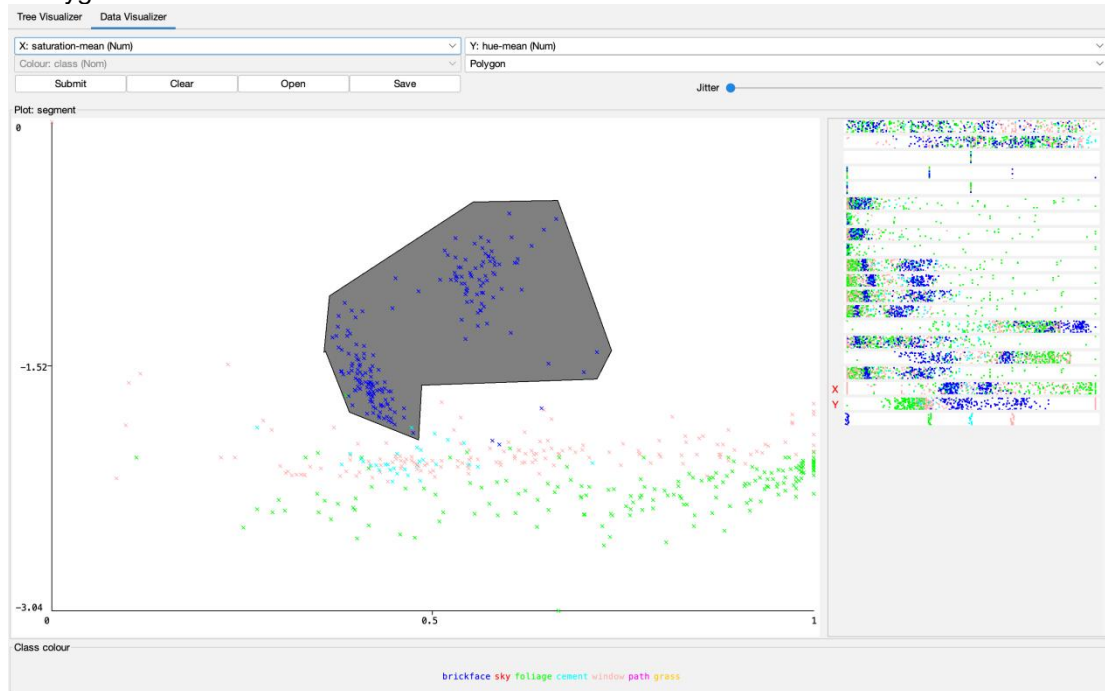 Tree Visualizer Data Visualizer
X: saturation-mean (Num) Y: hue-mean (Num)
Colour: class (Nom) Polygon
Submit Clear Open Save Jitter
Plot: segment
0
-1.52
X
Y
-3.04
0 0.5 1
Class colour
brickface sky foliage cement window path grass